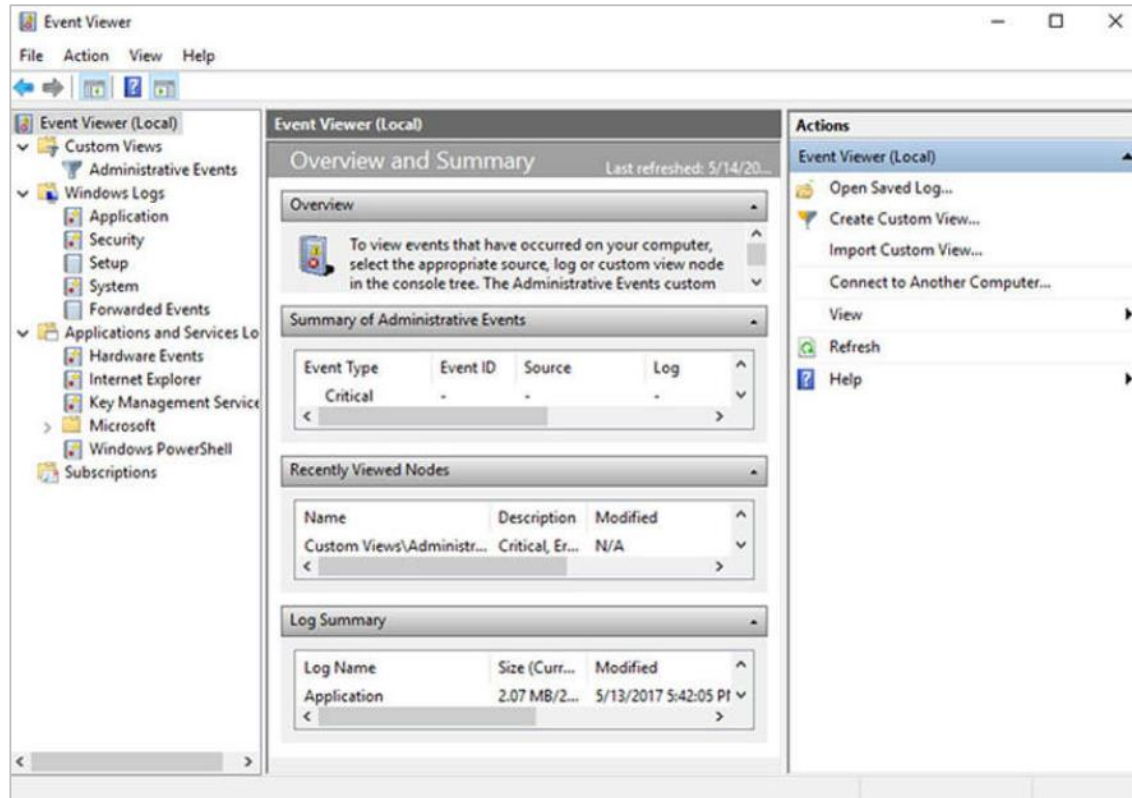 Event Viewer
File Action View Help
Event Viewer (Local)
Custom Views
Administrative Events
Windows Logs
Application
Security
Setup
System
Forwarded Events
Applications and Services Lo
Hardware Events
Internet Explorer
Key Management Service
Microsoft
Windows PowerShell
Subscriptions
Event Viewer (Local)
Overview and Summary Last refreshed: 5/14/20...
Overview
To view events that have occurred on your computer,
select the appropriate source, log or custom view node
in the console tree. The Administrative Events custom
Summary of Administrative Events
Event Type Event ID Source Log
Critical - - -
Recently Viewed Nodes
Name Description Modified
Custom Views\Administr... Critical, Er... N/A
Log Summary
Log Name Size (Curr... Modified
Application 2.07 MB/2... 5/13/2017 5:42:05 PM
Actions
Event Viewer (Local)
Open Saved Log...
Create Custom View...
Import Custom View...
Connect to Another Computer...
View
Refresh
Help